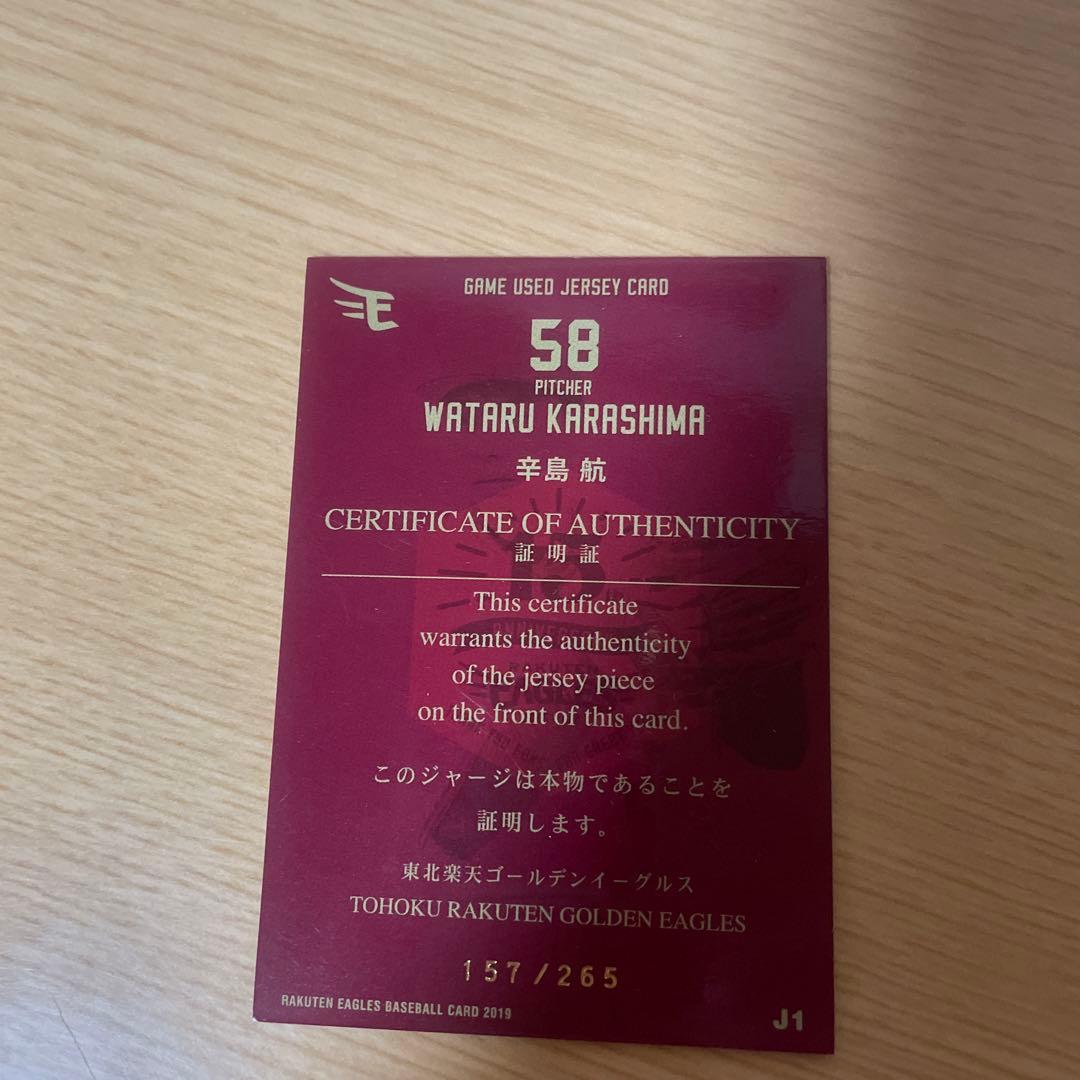 GAME USED JERSEY CARD
58
PITCHER
WATARU KARASHIMA
辛島 航
CERTIFICATE OF AUTHENTICITY
証明証
This certificate
warrants the authenticity
of the jersey piece
on the front of this card.
このジャージは本物であることを
証明します。
東北楽天ゴールデンイーグルス
TOHOKU RAKUTEN GOLDEN EAGLES
157/265
RAKUTEN EAGLES BASEBALL CARD 2019
J1